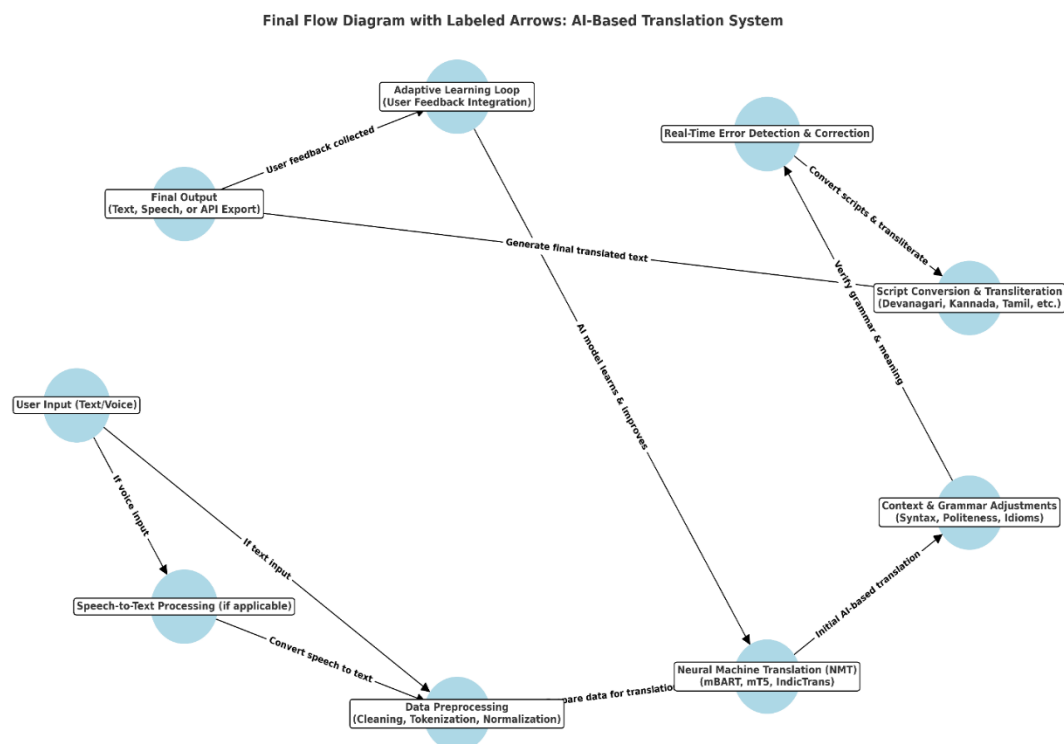 Final Flow Diagram with Labeled Arrows: AI-Based Translation System
Adaptive Learning Loop
(User Feedback Integration)
Real-Time Error Detection & Correction
User feedback collected
Convert scripts & transliterate
Final Output
(Text, Speech, or API Export)
Generate final translated text
Script Conversion & Transliteration
(Devanagari, Kannada, Tamil, etc.)
Verify grammar & meaning
AI model learns & improves
User Input (Text/Voice)
If voice input
If text input
Context & Grammar Adjustments
(Syntax, Politeness, Idioms)
Speech-to-Text Processing (if applicable)
Initial AI-based translation
Convert speech to text
Neural Machine Translation (NMT)
(mBART, mT5, IndicTrans)
data for translation
Data Preprocessing
(Cleaning, Tokenization, Normalization)